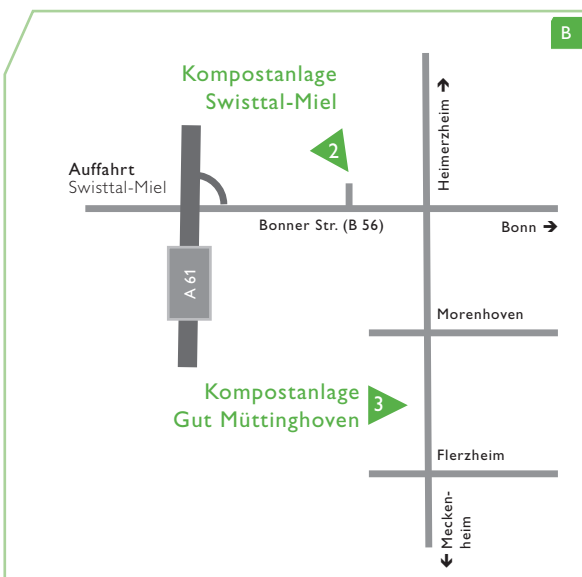 B
Kompostanlage
Swisttal-Miel
2
Heimerzheim →
Auffahrt
Swisttal-Miel
Bonner Str. (B 56)
Bonn →
A 61
Morenhoven
Kompostanlage
Gut Müttinghoven
3
Flerzheim
← Mecken-
heim